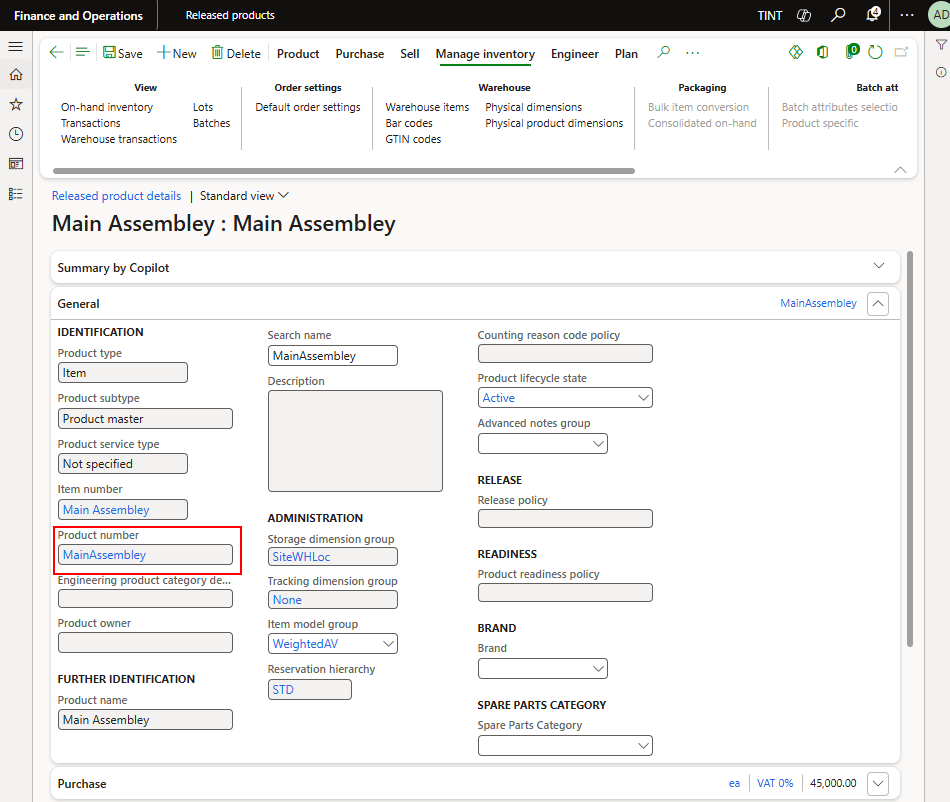 Finance and Operations
Released products
TINT
4
AD
Save
New
Delete
Product
Purchase
Sell
Manage inventory
Engineer
Plan
0
View
On-hand inventory
Transactions
Warehouse transactions
Lots
Batches
Order settings
Default order settings
Warehouse
Warehouse items
Bar codes
GTIN codes
Physical dimensions
Physical product dimensions
Packaging
Bulk item conversion
Consolidated on-hand
Batch att
Batch attributes selectio
Product specific
Released product details | Standard view
Main Assembley : Main Assembley
Summary by Copilot
General
MainAssembley
IDENTIFICATION
Product type
Item
Product subtype
Product master
Product service type
Not specified
Item number
Main Assembley
Product number
MainAssembley
Engineering product category de...
Product owner
FURTHER IDENTIFICATION
Product name
Main Assembley
Search name
MainAssembley
Description
ADMINISTRATION
Storage dimension group
SiteWHLoc
Tracking dimension group
None
Item model group
WeightedAV
Reservation hierarchy
STD
Counting reason code policy
Product lifecycle state
Active
Advanced notes group
RELEASE
Release policy
READINESS
Product readiness policy
BRAND
Brand
SPARE PARTS CATEGORY
Spare Parts Category
Purchase
ea
VAT 0%
45,000.00